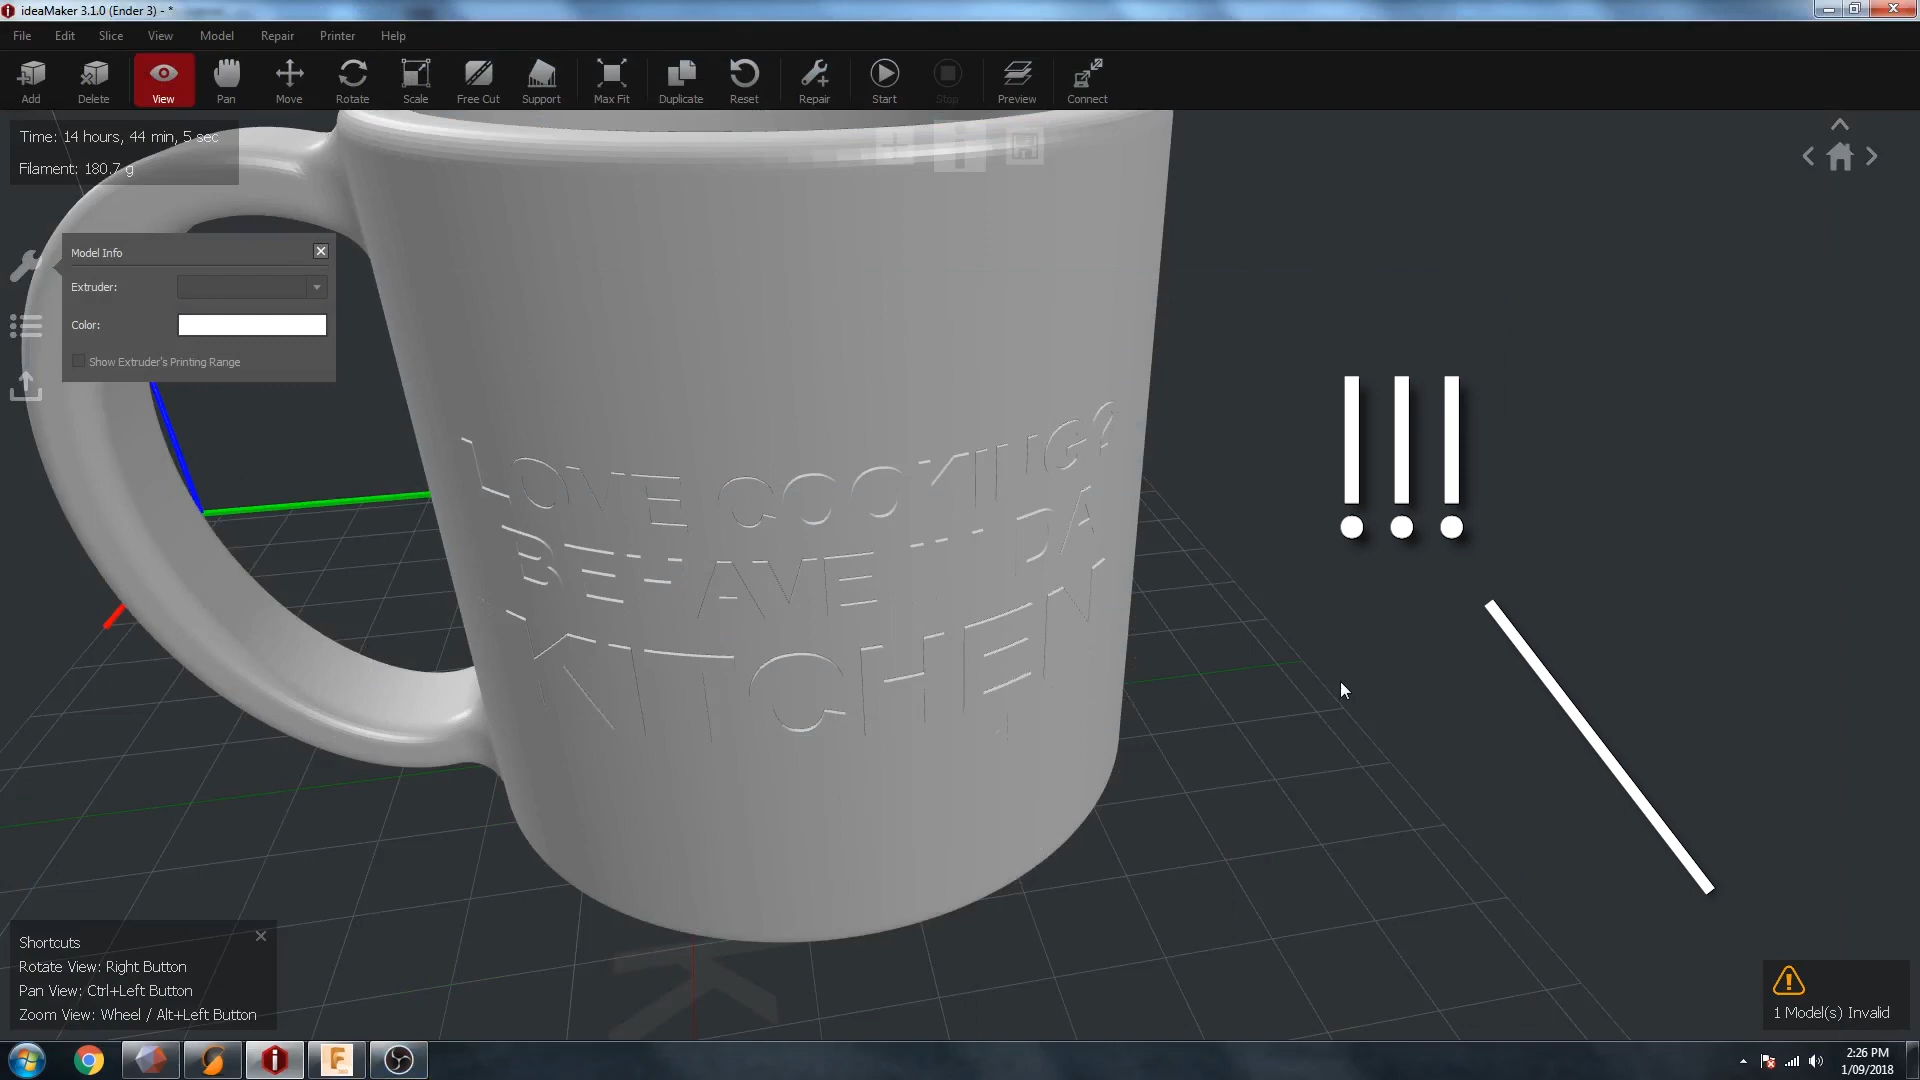 ideaMaker 3.1.0 (Ender 3) - *
File Edit Slice View Model Repair Printer Help
Add Delete View Pan Move Rotate Scale Free Cut Support Max Fit Duplicate Reset Repair Start Stop Preview Connect
Time: 14 hours, 44 min, 5 sec
Filament: 180.7 g
Model Info
Extruder:
Color:
Show Extruder's Printing Range
LOVE COOKING?
BEHAVE IN DA
KITCHEN
!!!
Shortcuts
Rotate View: Right Button
Pan View: Ctrl+Left Button
Zoom View: Wheel / Alt+Left Button
1 Model(s) Invalid
2:26 PM
1/09/2018